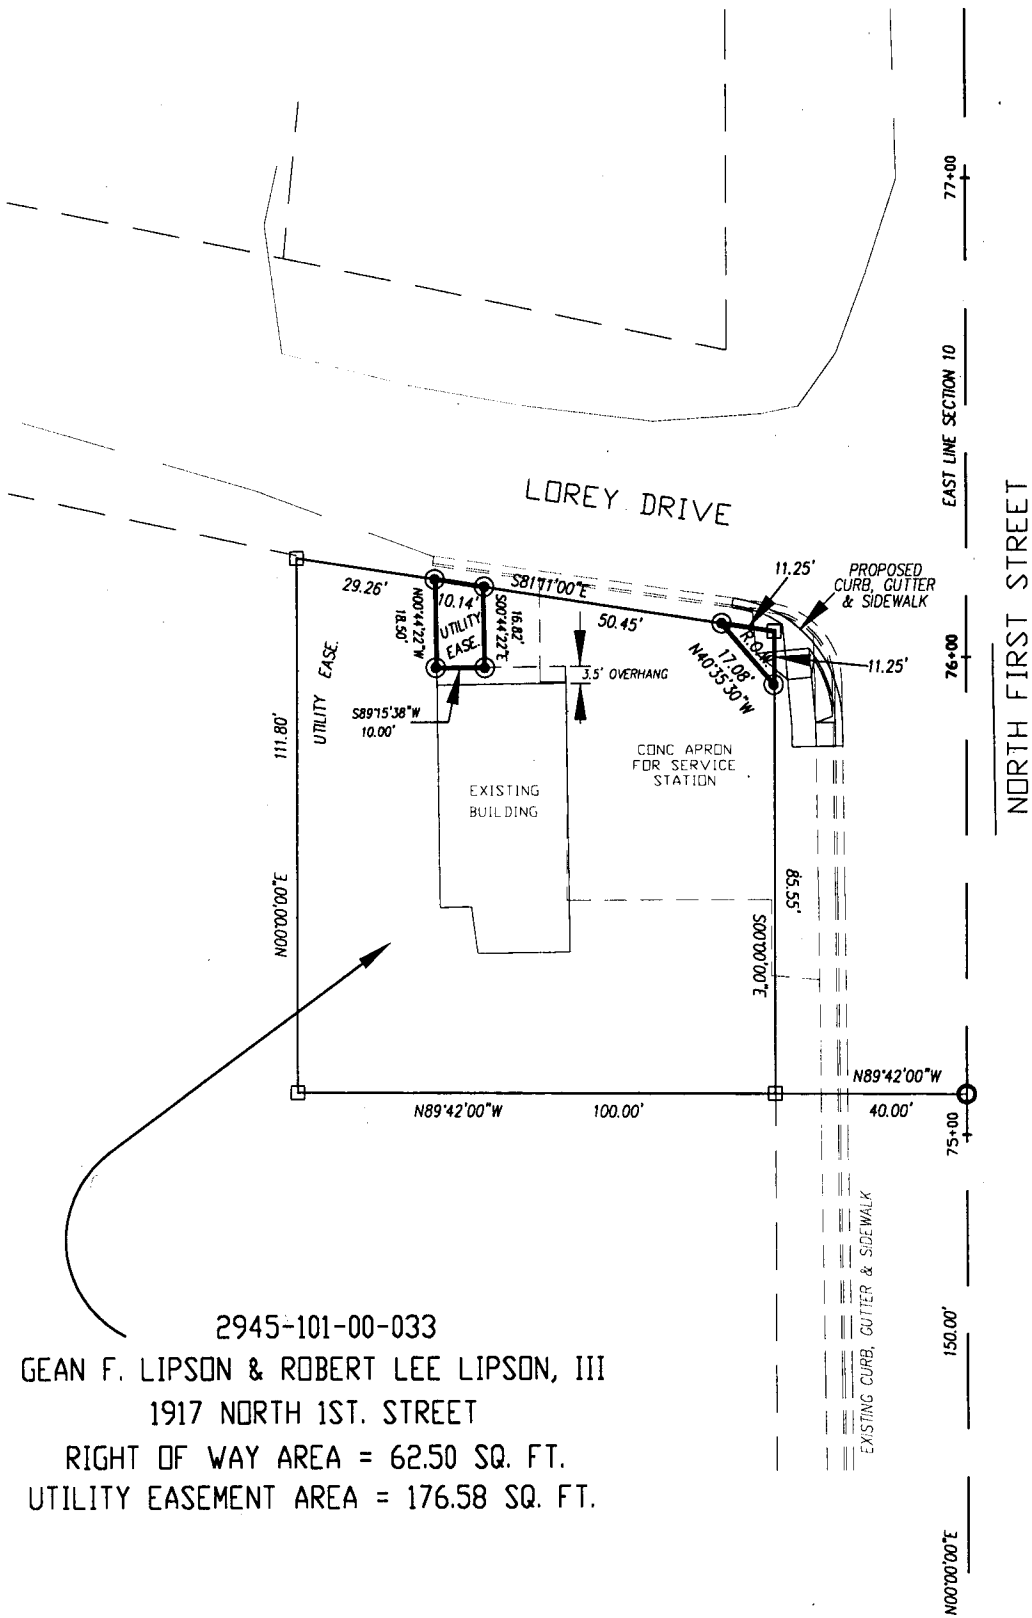 77+00
EAST LINE SECTION 10
NORTH FIRST STREET
LOREY DRIVE
11.25'
PROPOSED
CURB, GUTTER
& SIDEWALK
29.26'
10.14'
S81°11'00"E
50.45'
N00°44'22"W
18.50'
UTILITY
EASE.
S00°44'22"E
16.82'
R.O.W.
17.08'
N40°35'30"W
11.25'
76+00
3.5' OVERHANG
UTILITY EASE.
S89°15'38"W
10.00'
111.80'
N00°00'00"E
CONC APRON
FOR SERVICE
STATION
EXISTING
BUILDING
85.55'
S00°00'00"E
N89°42'00"W
100.00'
N89°42'00"W
40.00'
75+00
EXISTING CURB, GUTTER & SIDEWALK
150.00'
N00°00'00"E
2945-101-00-033
GEAN F. LIPSON & ROBERT LEE LIPSON, III
1917 NORTH 1ST. STREET
RIGHT OF WAY AREA = 62.50 SQ. FT.
UTILITY EASEMENT AREA = 176.58 SQ. FT.